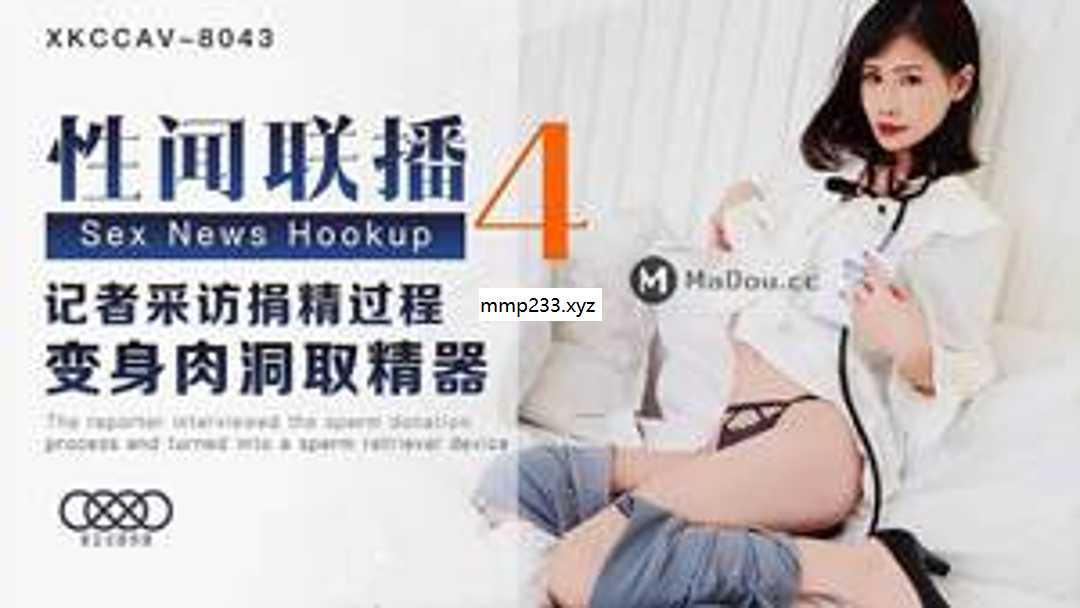 XKCCAV-8043
性闻联播4
Sex News Hookup
MaDou.cc
mmp233.xyz
记者采访捐精过程
变身肉洞取精器
The reporter interviewed the sperm donation
process and turned into a sperm retrieval device